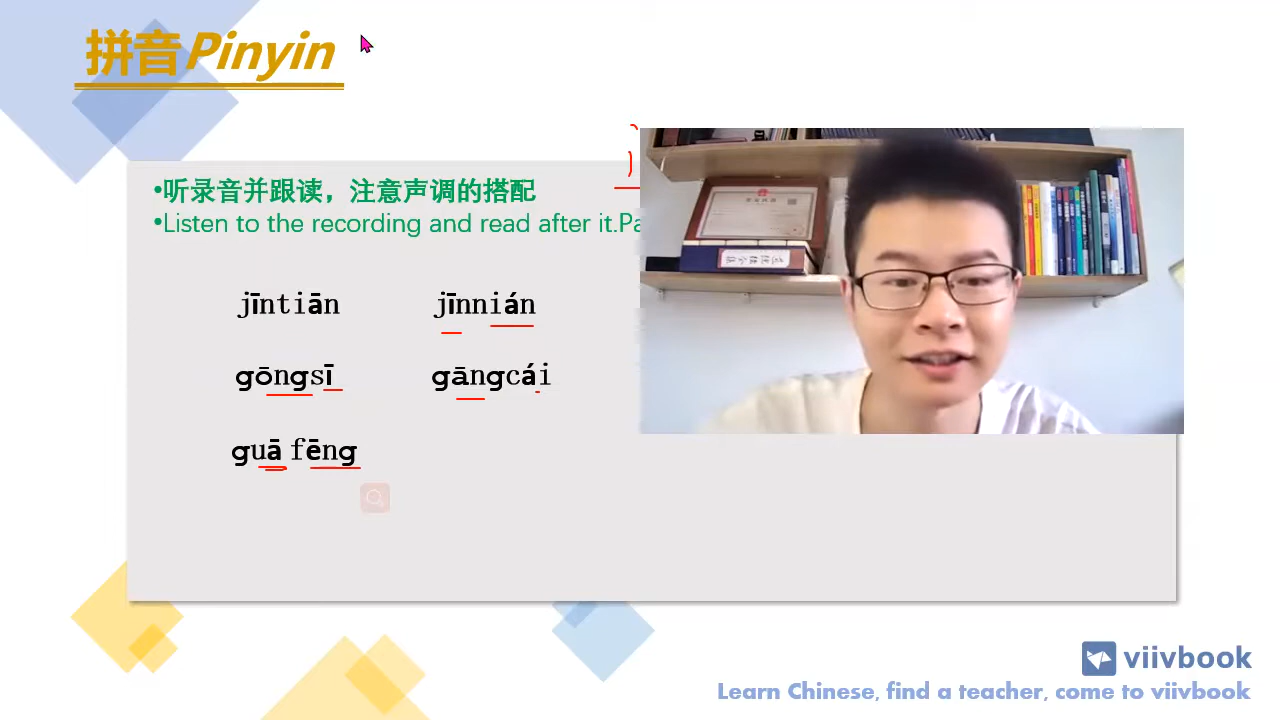 拼音Pinyin
•听录音并跟读，注意声调的搭配
•Listen to the recording and read after it.Pa
jīntiān jīnnián
gōngsī gāngcái
guā fēng
viivbook
Learn Chinese, find a teacher, come to viivbook